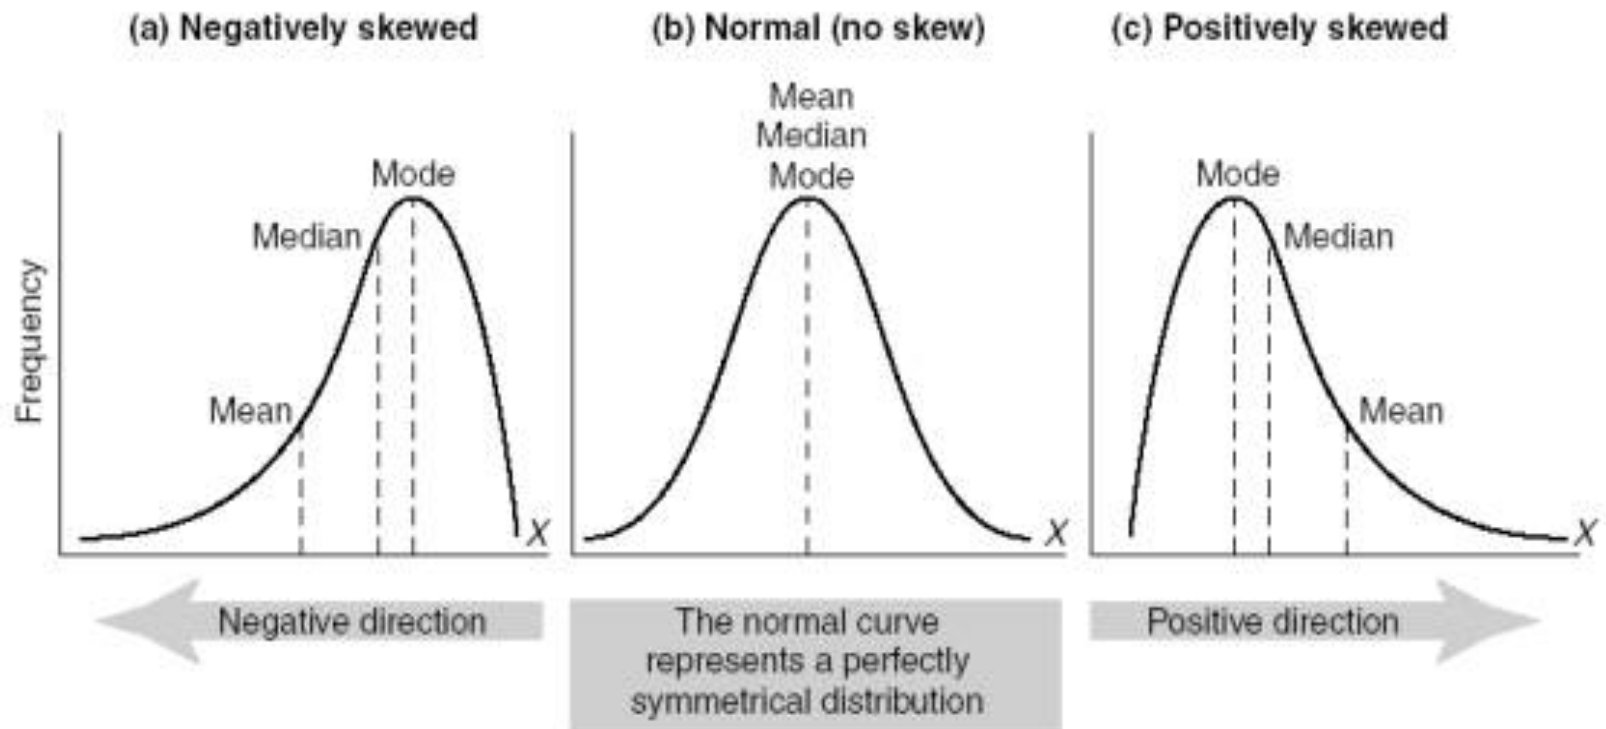 (a) Negatively skewed
Frequency
Mean
Median
Mode
X
Negative direction
(b) Normal (no skew)
Mean
Median
Mode
X
The normal curve
represents a perfectly
symmetrical distribution
(c) Positively skewed
Mode
Median
Mean
X
Positive direction